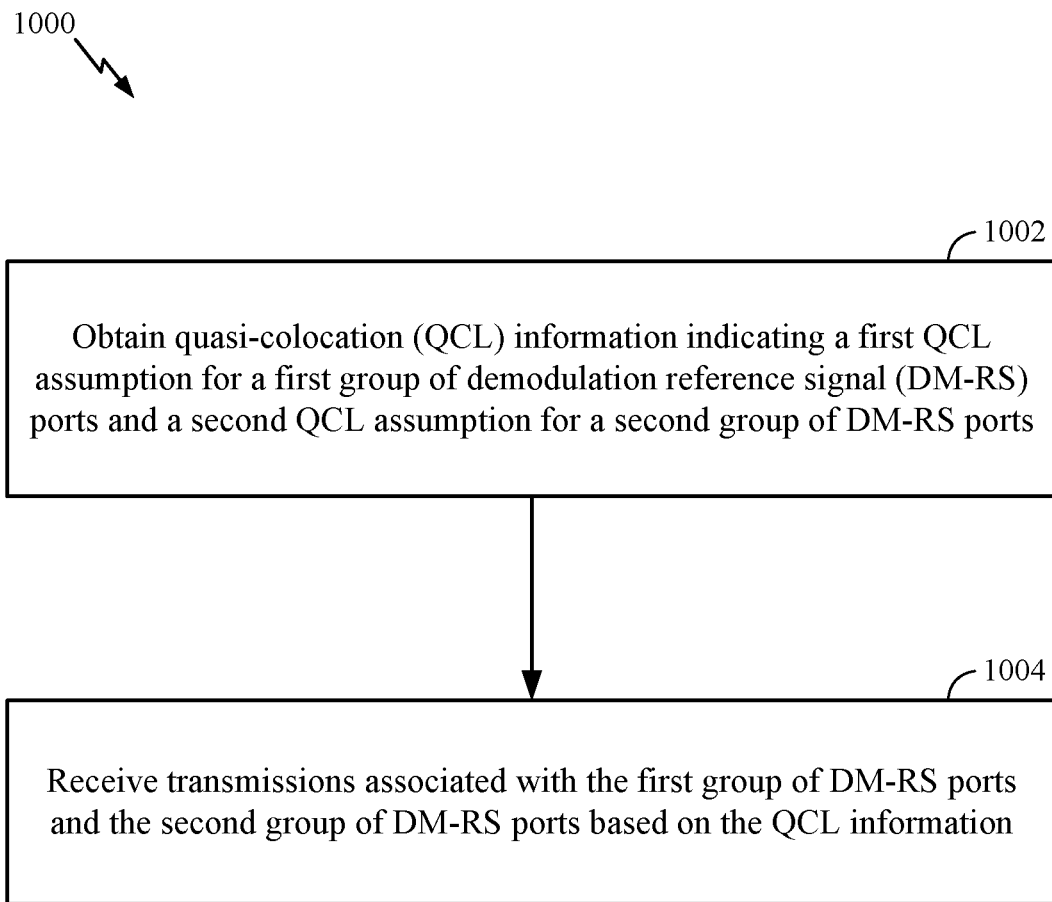 1000
1002
Obtain quasi-colocation (QCL) information indicating a first QCL
assumption for a first group of demodulation reference signal (DM-RS)
ports and a second QCL assumption for a second group of DM-RS ports
1004
Receive transmissions associated with the first group of DM-RS ports
and the second group of DM-RS ports based on the QCL information